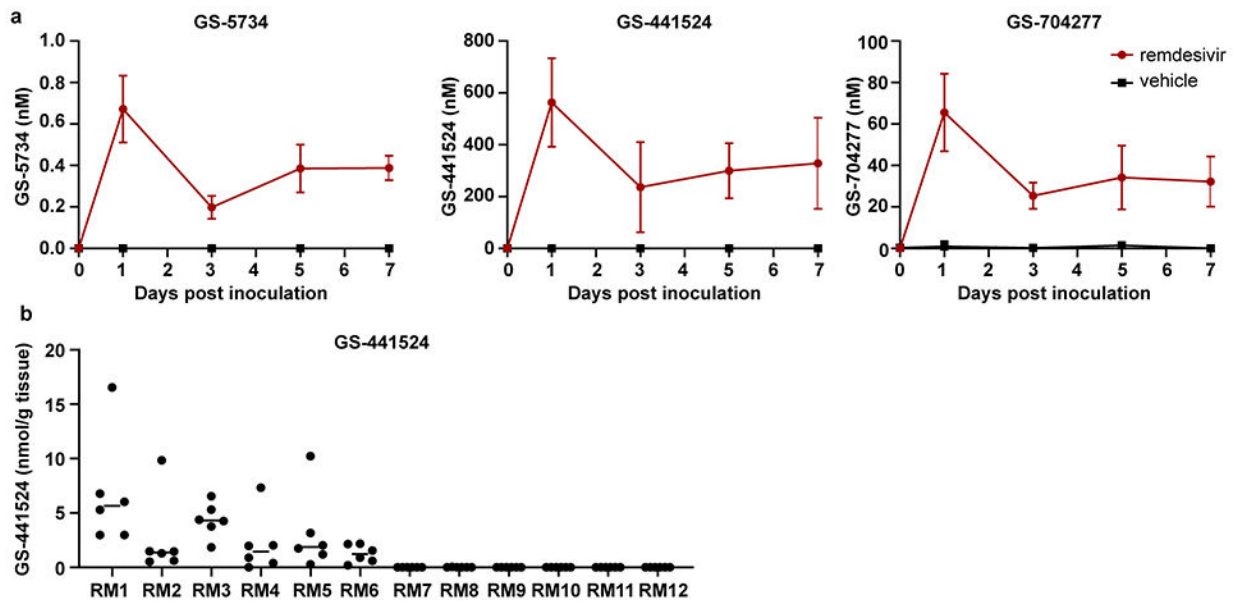 a
GS-5734
GS-5734 (nM)
1.0
0.8
0.6
0.4
0.2
0.0
0 1 2 3 4 5 6 7
Days post inoculation
GS-441524
GS-441524 (nM)
800
600
400
200
0
0 1 2 3 4 5 6 7
Days post inoculation
GS-704277
GS-704277 (nM)
100
80
60
40
20
0
0 1 2 3 4 5 6 7
Days post inoculation
remdesivir
vehicle
b
GS-441524
GS-441524 (nmol/g tissue)
20
15
10
5
0
RM1 RM2 RM3 RM4 RM5 RM6 RM7 RM8 RM9 RM10 RM11 RM12